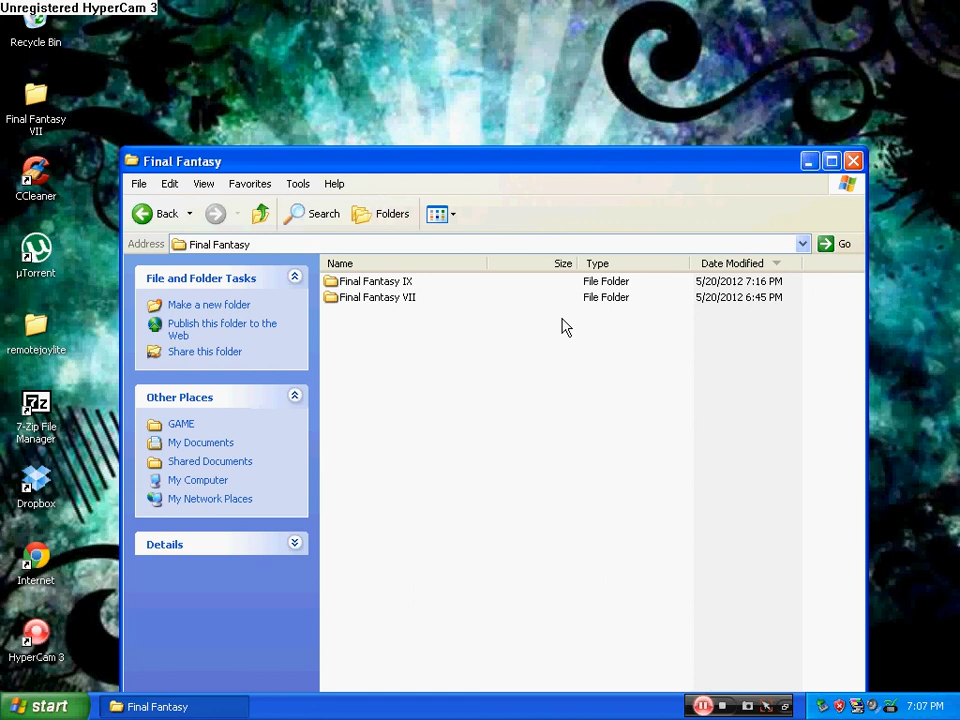 Unregistered HyperCam 3
Recycle Bin
Final Fantasy
VII
CCleaner
µTorrent
remotejoylite
7-Zip File
Manager
Dropbox
Internet
HyperCam 3
Final Fantasy
File Edit View Favorites Tools Help
Back Search Folders
Address Final Fantasy Go
File and Folder Tasks
Make a new folder
Publish this folder to the
Web
Share this folder
Other Places
GAME
My Documents
Shared Documents
My Computer
My Network Places
Details
Name Size Type Date Modified
Final Fantasy IX File Folder 5/20/2012 7:16 PM
Final Fantasy VII File Folder 5/20/2012 6:45 PM
start Final Fantasy 7:07 PM